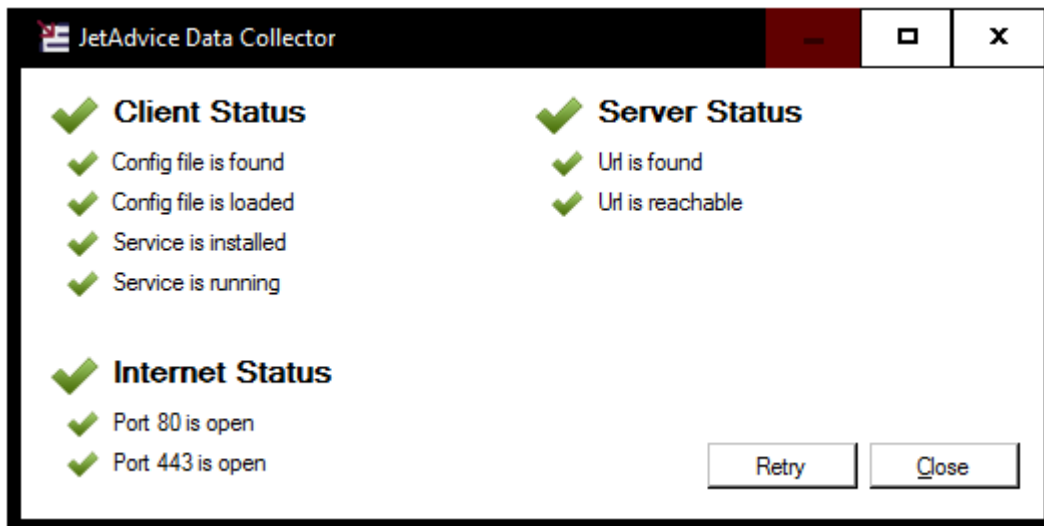 JetAdvice Data Collector
Client Status
Config file is found
Config file is loaded
Service is installed
Service is running
Server Status
Url is found
Url is reachable
Internet Status
Port 80 is open
Port 443 is open
Retry
Close